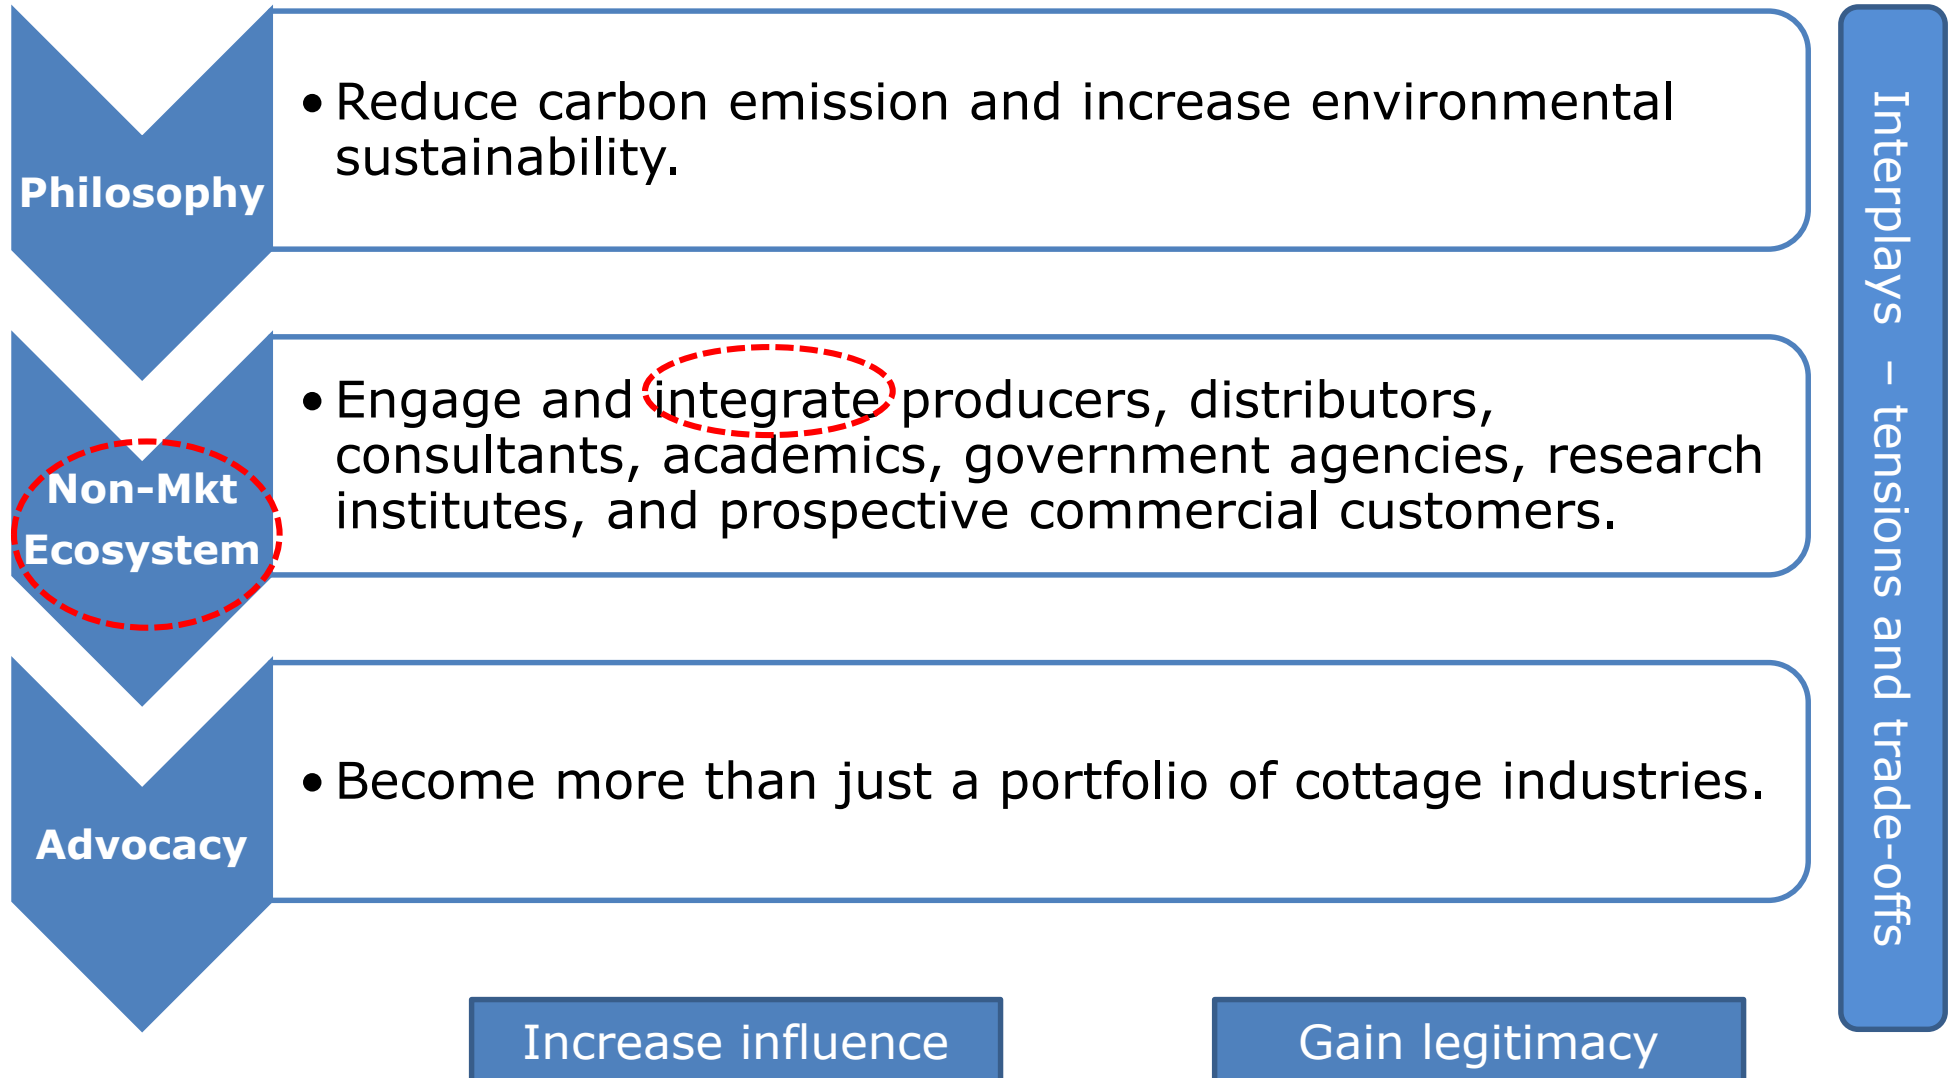 Philosophy
• Reduce carbon emission and increase environmental
sustainability.
Non-Mkt
Ecosystem
• Engage and integrate producers, distributors,
consultants, academics, government agencies, research
institutes, and prospective commercial customers.
Advocacy
• Become more than just a portfolio of cottage industries.
Interplays – tensions and trade-offs
Increase influence
Gain legitimacy